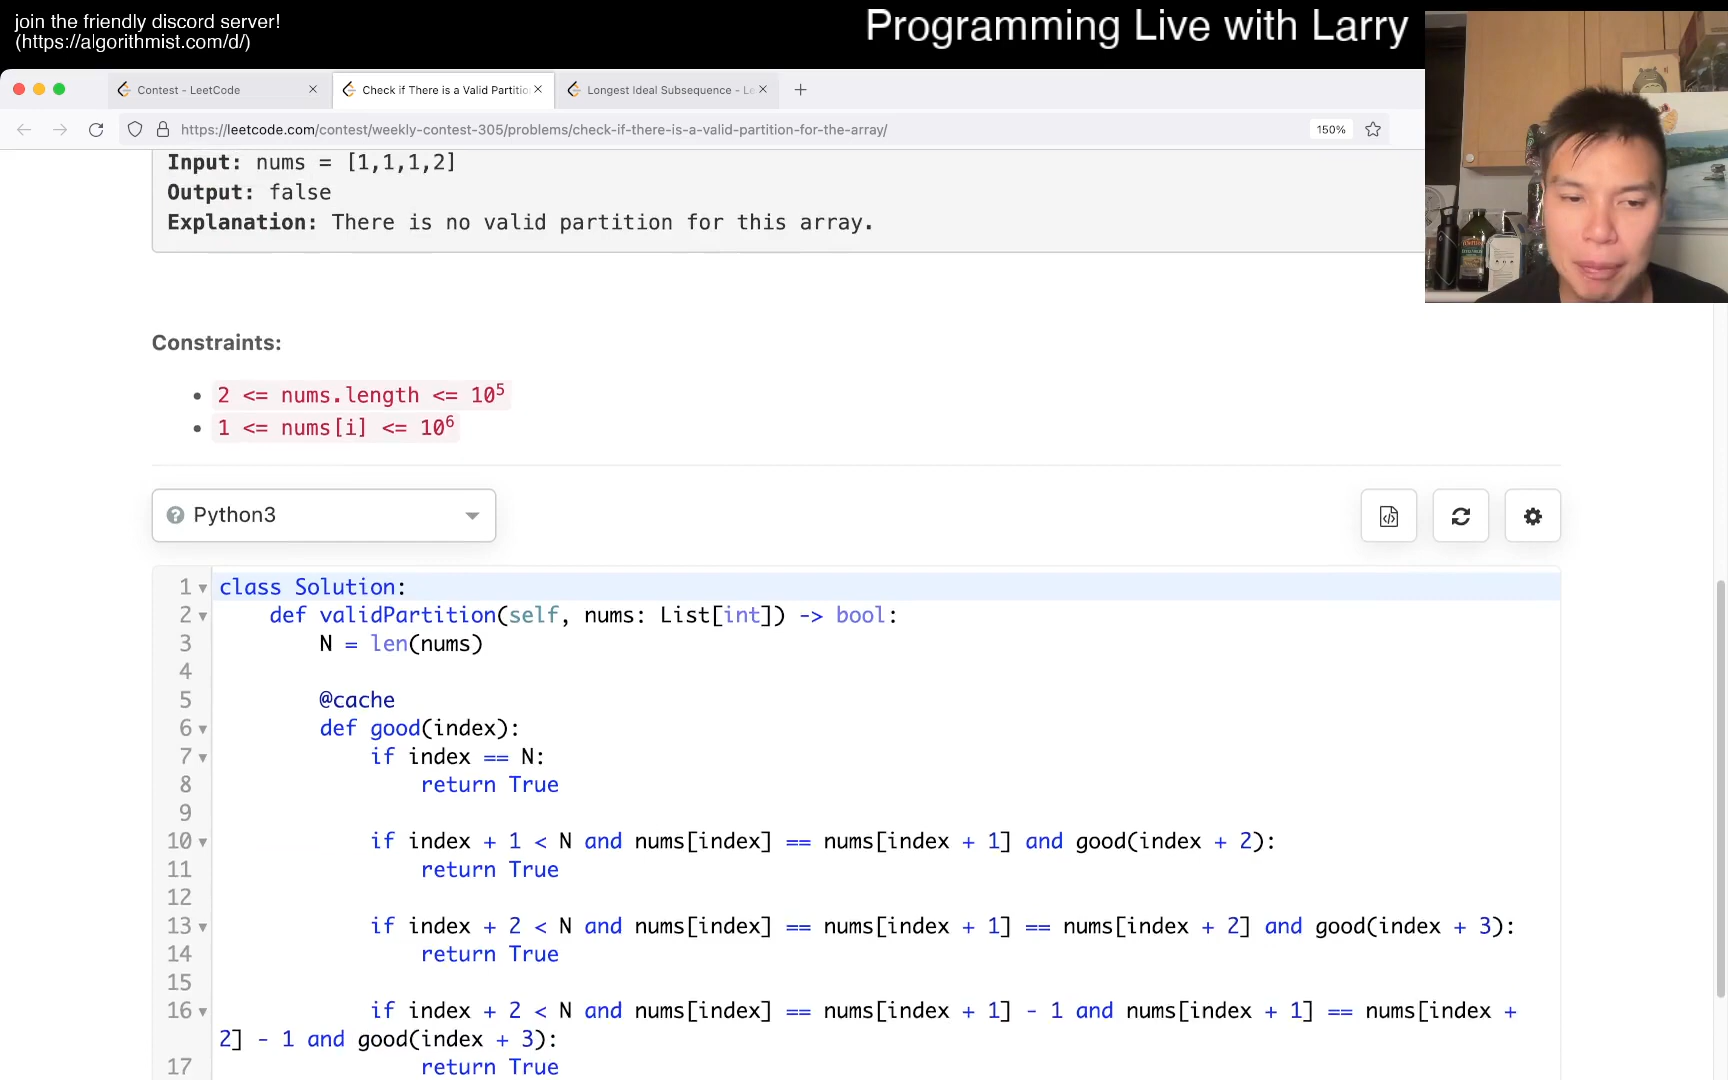 join the friendly discord server!
(https://algorithmist.com/d/)
Programming Live with Larry
Contest - LeetCode
Check if There is a Valid Partitio
Longest Ideal Subsequence - Le
https://leetcode.com/contest/weekly-contest-305/problems/check-if-there-is-a-valid-partition-for-the-array/
150%
Input: nums = [1,1,1,2]
Output: false
Explanation: There is no valid partition for this array.
Constraints:
• 2 <= nums.length <= 10⁵
• 1 <= nums[i] <= 10⁶
Python3
1 class Solution:
2     def validPartition(self, nums: List[int]) -> bool:
3         N = len(nums)
4
5         @cache
6         def good(index):
7             if index == N:
8                 return True
9
10             if index + 1 < N and nums[index] == nums[index + 1] and good(index + 2):
11                 return True
12
13             if index + 2 < N and nums[index] == nums[index + 1] == nums[index + 2] and good(index + 3):
14                 return True
15
16             if index + 2 < N and nums[index] == nums[index + 1] - 1 and nums[index + 1] == nums[index +
2] - 1 and good(index + 3):
17                 return True